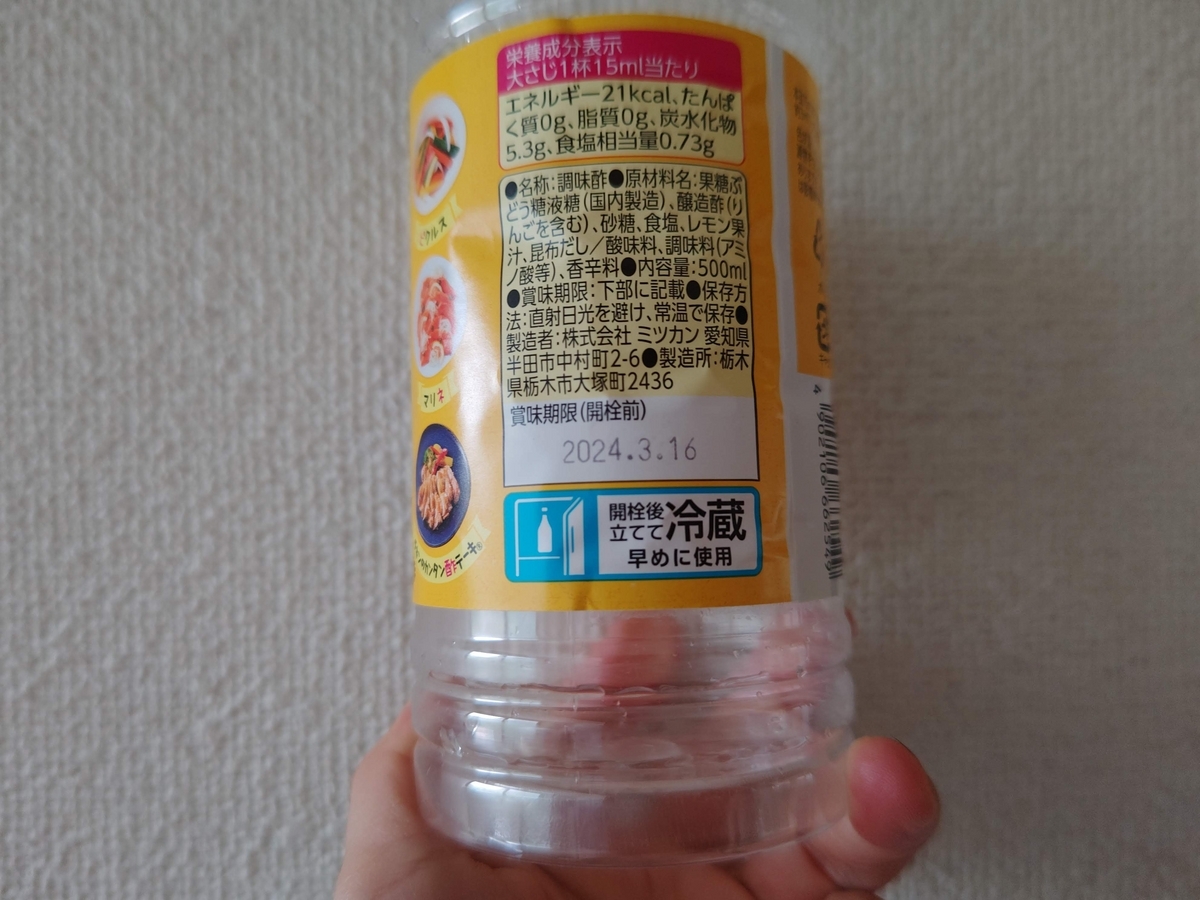 栄養成分表示
大さじ1杯15ml当たり
エネルギー21kcal、たんぱ
く質0g、脂質0g、炭水化物
5.3g、食塩相当量0.73g
●名称:調味酢●原材料名:果糖ぶ
どう糖液糖(国内製造)、醸造酢(り
んごを含む)、砂糖、食塩、レモン果
汁、昆布だし/酸味料、調味料(アミ
ノ酸等)、香辛料●内容量:500ml
●賞味期限:下部に記載●保存方
法:直射日光を避け、常温で保存●
製造者:株式会社 ミツカン 愛知県
半田市中村町2-6●製造所:栃木
県栃木市大塚町2436
賞味期限(開栓前)
2024.3.16
開栓後
立てて冷蔵
早めに使用
ピクルス
マリネ
カンタン酢テーキ®